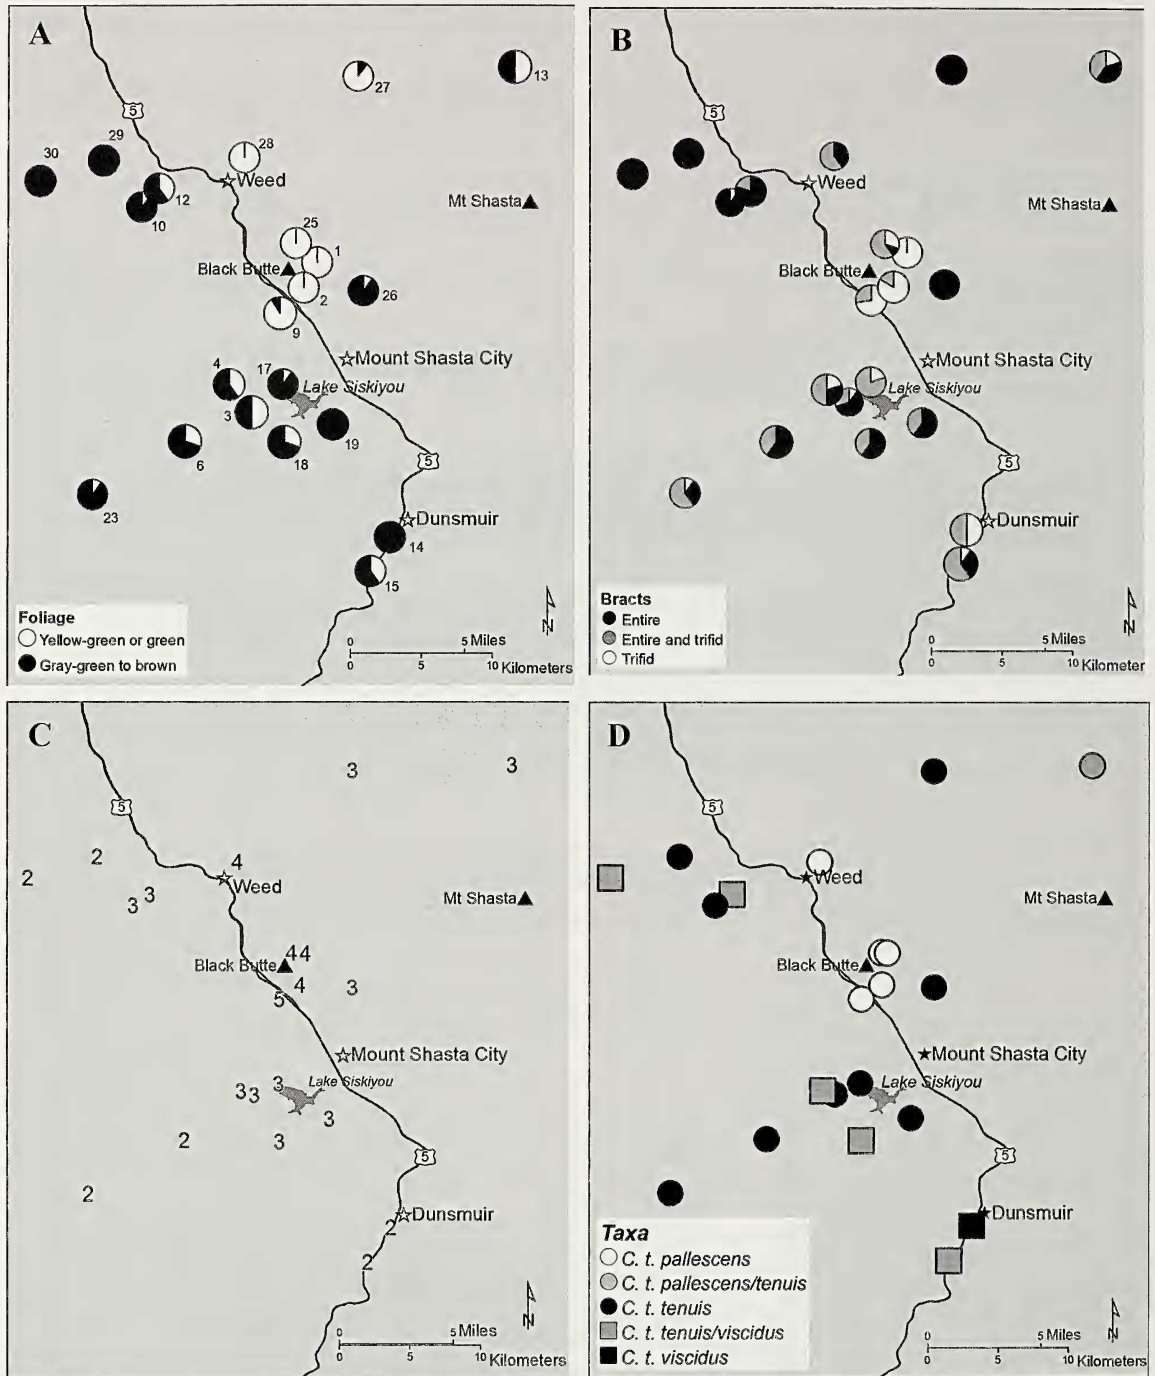 A
27
13
5
29
28
30
Weed
12
10
Mt Shasta
25
1
Black Butte
2
26
9
Mount Shasta City
4
17
Lake Siskiyou
3
19
6
18
5
23
Dunsmuir
14
15
Foliage
Yellow-green or green
Gray-green to brown
N
0
5 Miles
0
5
10
Kilometers
B
5
Weed
Mt Shasta
Black Butte
Mount Shasta City
Lake Siskiyou
5
Dunsmuir
Bracts
Entire
Entire and trifid
Trifid
N
0
5 Miles
0
5
10
Kilometer
C
3
3
5
2
4
2
Weed
3 3
Mt Shasta
4 4
Black Butte
4
3
5
Mount Shasta City
3
Lake Siskiyou
3 3
3
2
3
5
2
Dunsmuir
2
2
N
0
5 Miles
0
5
10
Kilometers
D
5
Weed
Mt Shasta
Black Butte
Mount Shasta City
Lake Siskiyou
5
Dunsmuir
Taxa
C. t. pallescens
C. t. pallescens/tenuis
C. t. tenuis
C. t. tenuis/viscidus
C. t. viscidus
N
0
5 Miles
0
5
10
Kilometers